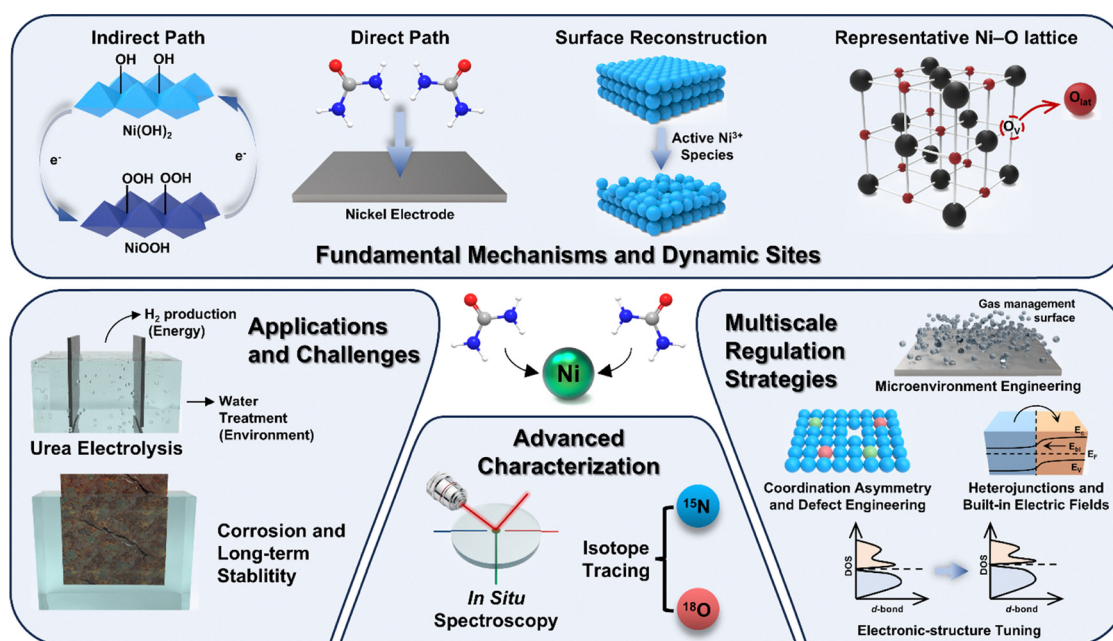 Indirect Path
OH OH
Ni(OH)2
e-
e-
OOH OOH
NiOOH
Direct Path
Nickel Electrode
Surface Reconstruction
Active Ni³⁺
Species
Representative Ni–O lattice
Olat
OV
Fundamental Mechanisms and Dynamic Sites
Applications
and Challenges
H2 production
(Energy)
Water
Treatment
(Environment)
Urea Electrolysis
Corrosion and
Long-term
Stablitity
Ni
Advanced
Characterization
In Situ
Spectroscopy
Isotope
Tracing
¹⁵N
¹⁸O
Multiscale
Regulation
Strategies
Gas management
surface
Microenvironment Engineering
Coordination Asymmetry
and Defect Engineering
Ec
Ebi
EF
EV
Heterojunctions and
Built-in Electric Fields
DOS
d-bond
DOS
d-bond
Electronic-structure Tuning